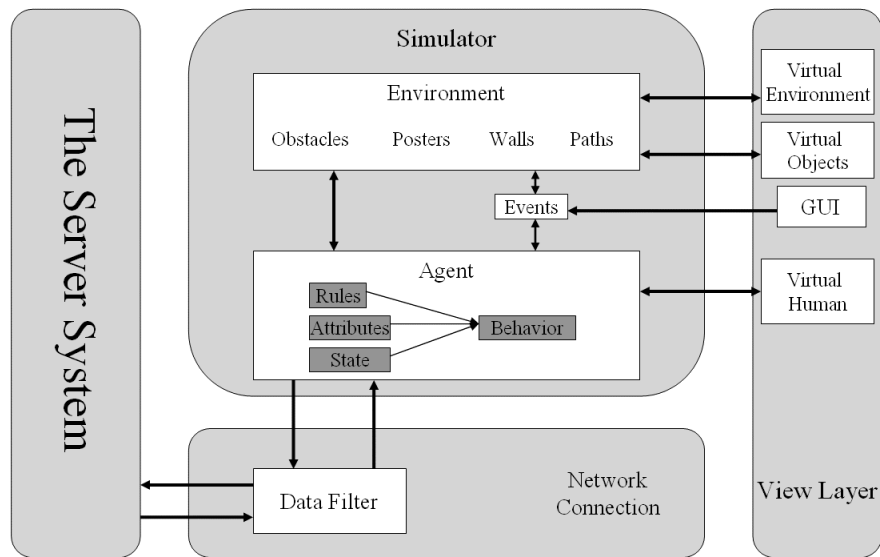 The Server System
Simulator
Environment
Obstacles Posters Walls Paths
Events
Agent
Rules
Attributes
State
Behavior
Data Filter
Network
Connection
Virtual
Environment
Virtual
Objects
GUI
Virtual
Human
View Layer